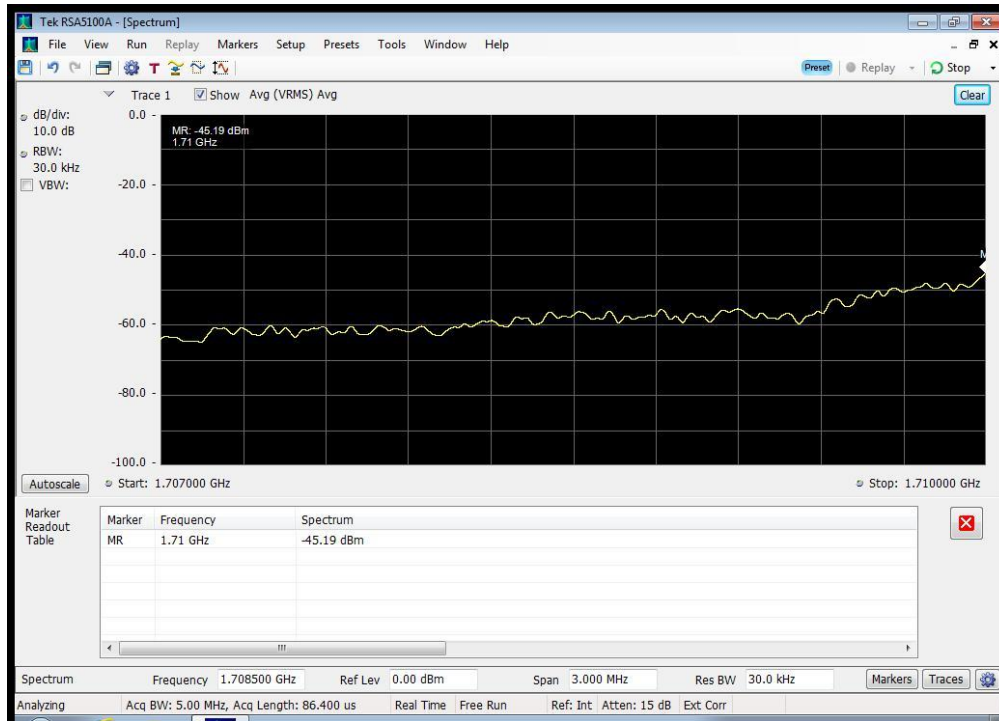 Tek RSA5100A - [Spectrum]
File View Run Replay Markers Setup Presets Tools Window Help
Preset Replay Stop
Trace 1 Show Avg (VRMS) Avg Clear
dB/div:
10.0 dB
RBW:
30.0 kHz
VBW:
0.0
MR: -45.19 dBm
1.71 GHz
-20.0
-40.0
M
-60.0
-80.0
-100.0
Autoscale Start: 1.707000 GHz Stop: 1.710000 GHz
Marker
Readout
Table
Marker Frequency Spectrum
MR 1.71 GHz -45.19 dBm
Spectrum Frequency 1.708500 GHz Ref Lev 0.00 dBm Span 3.000 MHz Res BW 30.0 kHz Markers Traces
Analyzing Acq BW: 5.00 MHz, Acq Length: 86.400 us Real Time Free Run Ref: Int Atten: 15 dB Ext Corr